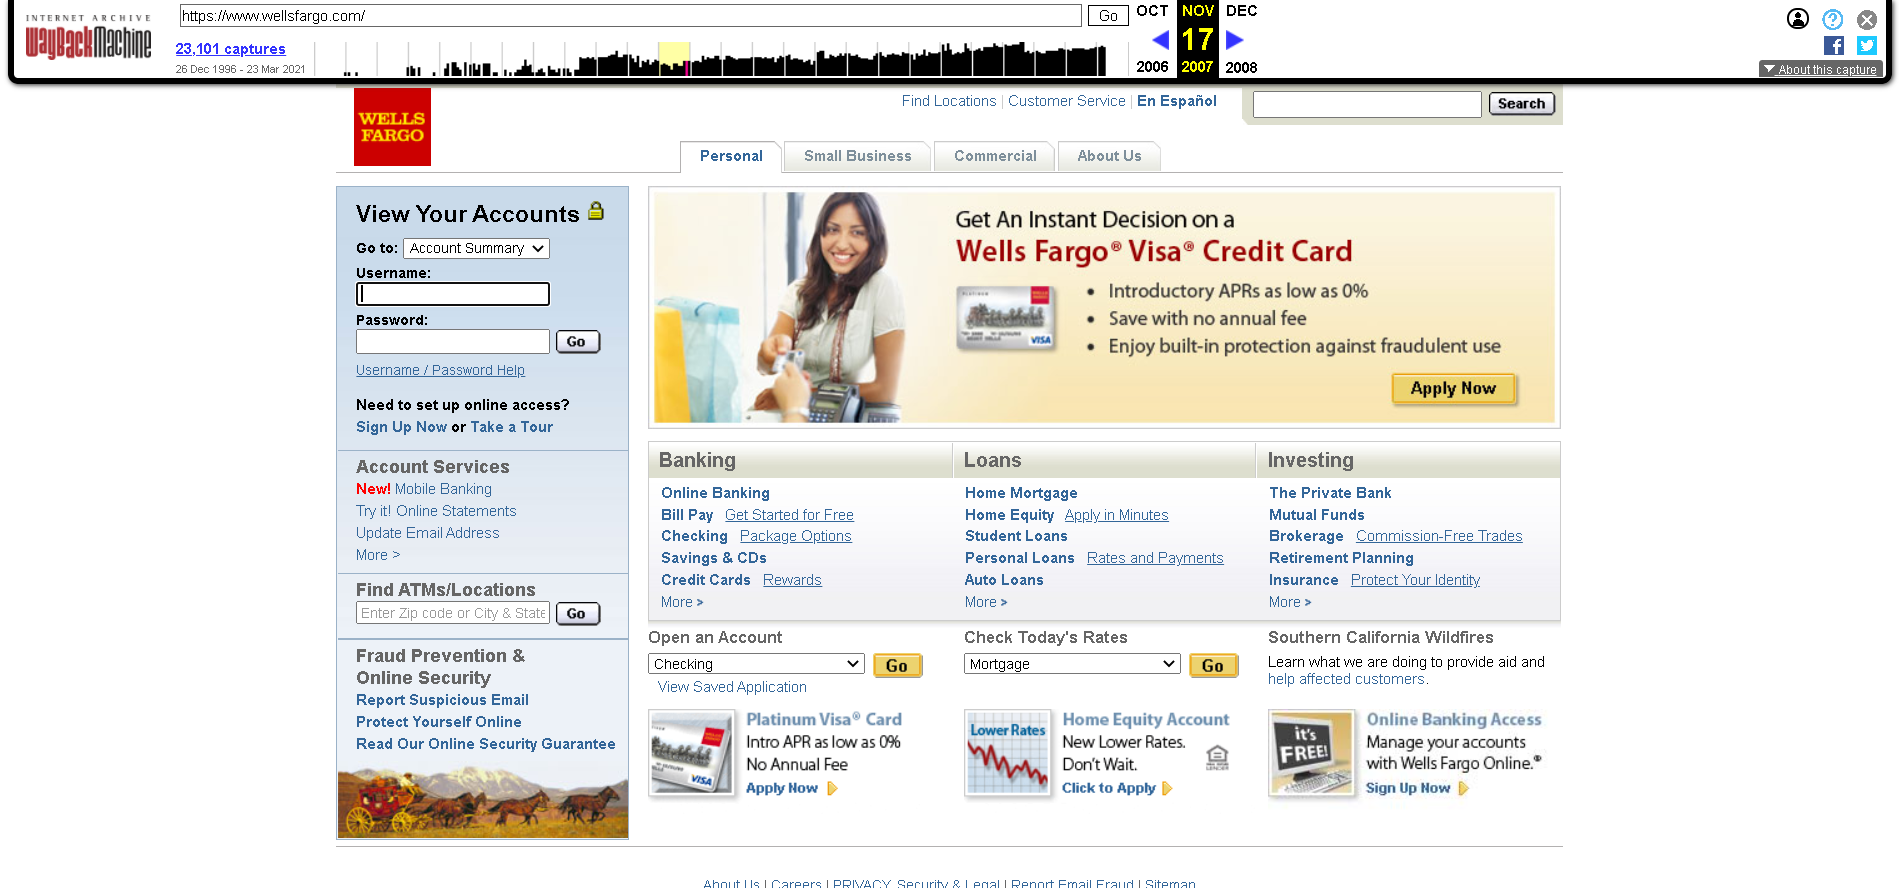 INTERNET ARCHIVE
WayBackMachine
https://www.wellsfargo.com/
Go
23,101 captures
26 Dec 1996 - 23 Mar 2021
OCT NOV DEC
17
2006 2007 2008
About this capture
WELLS
FARGO
Find Locations | Customer Service | En Español
Search
Personal
Small Business
Commercial
About Us
View Your Accounts
Go to: Account Summary
Username:
Password:
Go
Username / Password Help
Need to set up online access?
Sign Up Now or Take a Tour
Account Services
New! Mobile Banking
Try it! Online Statements
Update Email Address
More >
Find ATMs/Locations
Enter Zip code or City & State
Go
Fraud Prevention &
Online Security
Report Suspicious Email
Protect Yourself Online
Read Our Online Security Guarantee
Get An Instant Decision on a
Wells Fargo® Visa® Credit Card
PLATINUM
WELLS
FARGO
VISA
• Introductory APRs as low as 0%
• Save with no annual fee
• Enjoy built-in protection against fraudulent use
Apply Now
Banking
Online Banking
Bill Pay Get Started for Free
Checking Package Options
Savings & CDs
Credit Cards Rewards
More >
Loans
Home Mortgage
Home Equity Apply in Minutes
Student Loans
Personal Loans Rates and Payments
Auto Loans
More >
Investing
The Private Bank
Mutual Funds
Brokerage Commission-Free Trades
Retirement Planning
Insurance Protect Your Identity
More >
Open an Account
Checking
Go
View Saved Application
Check Today's Rates
Mortgage
Go
Southern California Wildfires
Learn what we are doing to provide aid and
help affected customers.
VISA
Platinum Visa® Card
Intro APR as low as 0%
No Annual Fee
Apply Now
Lower Rates
Home Equity Account
New Lower Rates.
Don't Wait.
Click to Apply
it's
FREE!
Online Banking Access
Manage your accounts
with Wells Fargo Online.®
Sign Up Now
About Us | Careers | PRIVACY, Security & Legal | Report Email Fraud | Sitemap